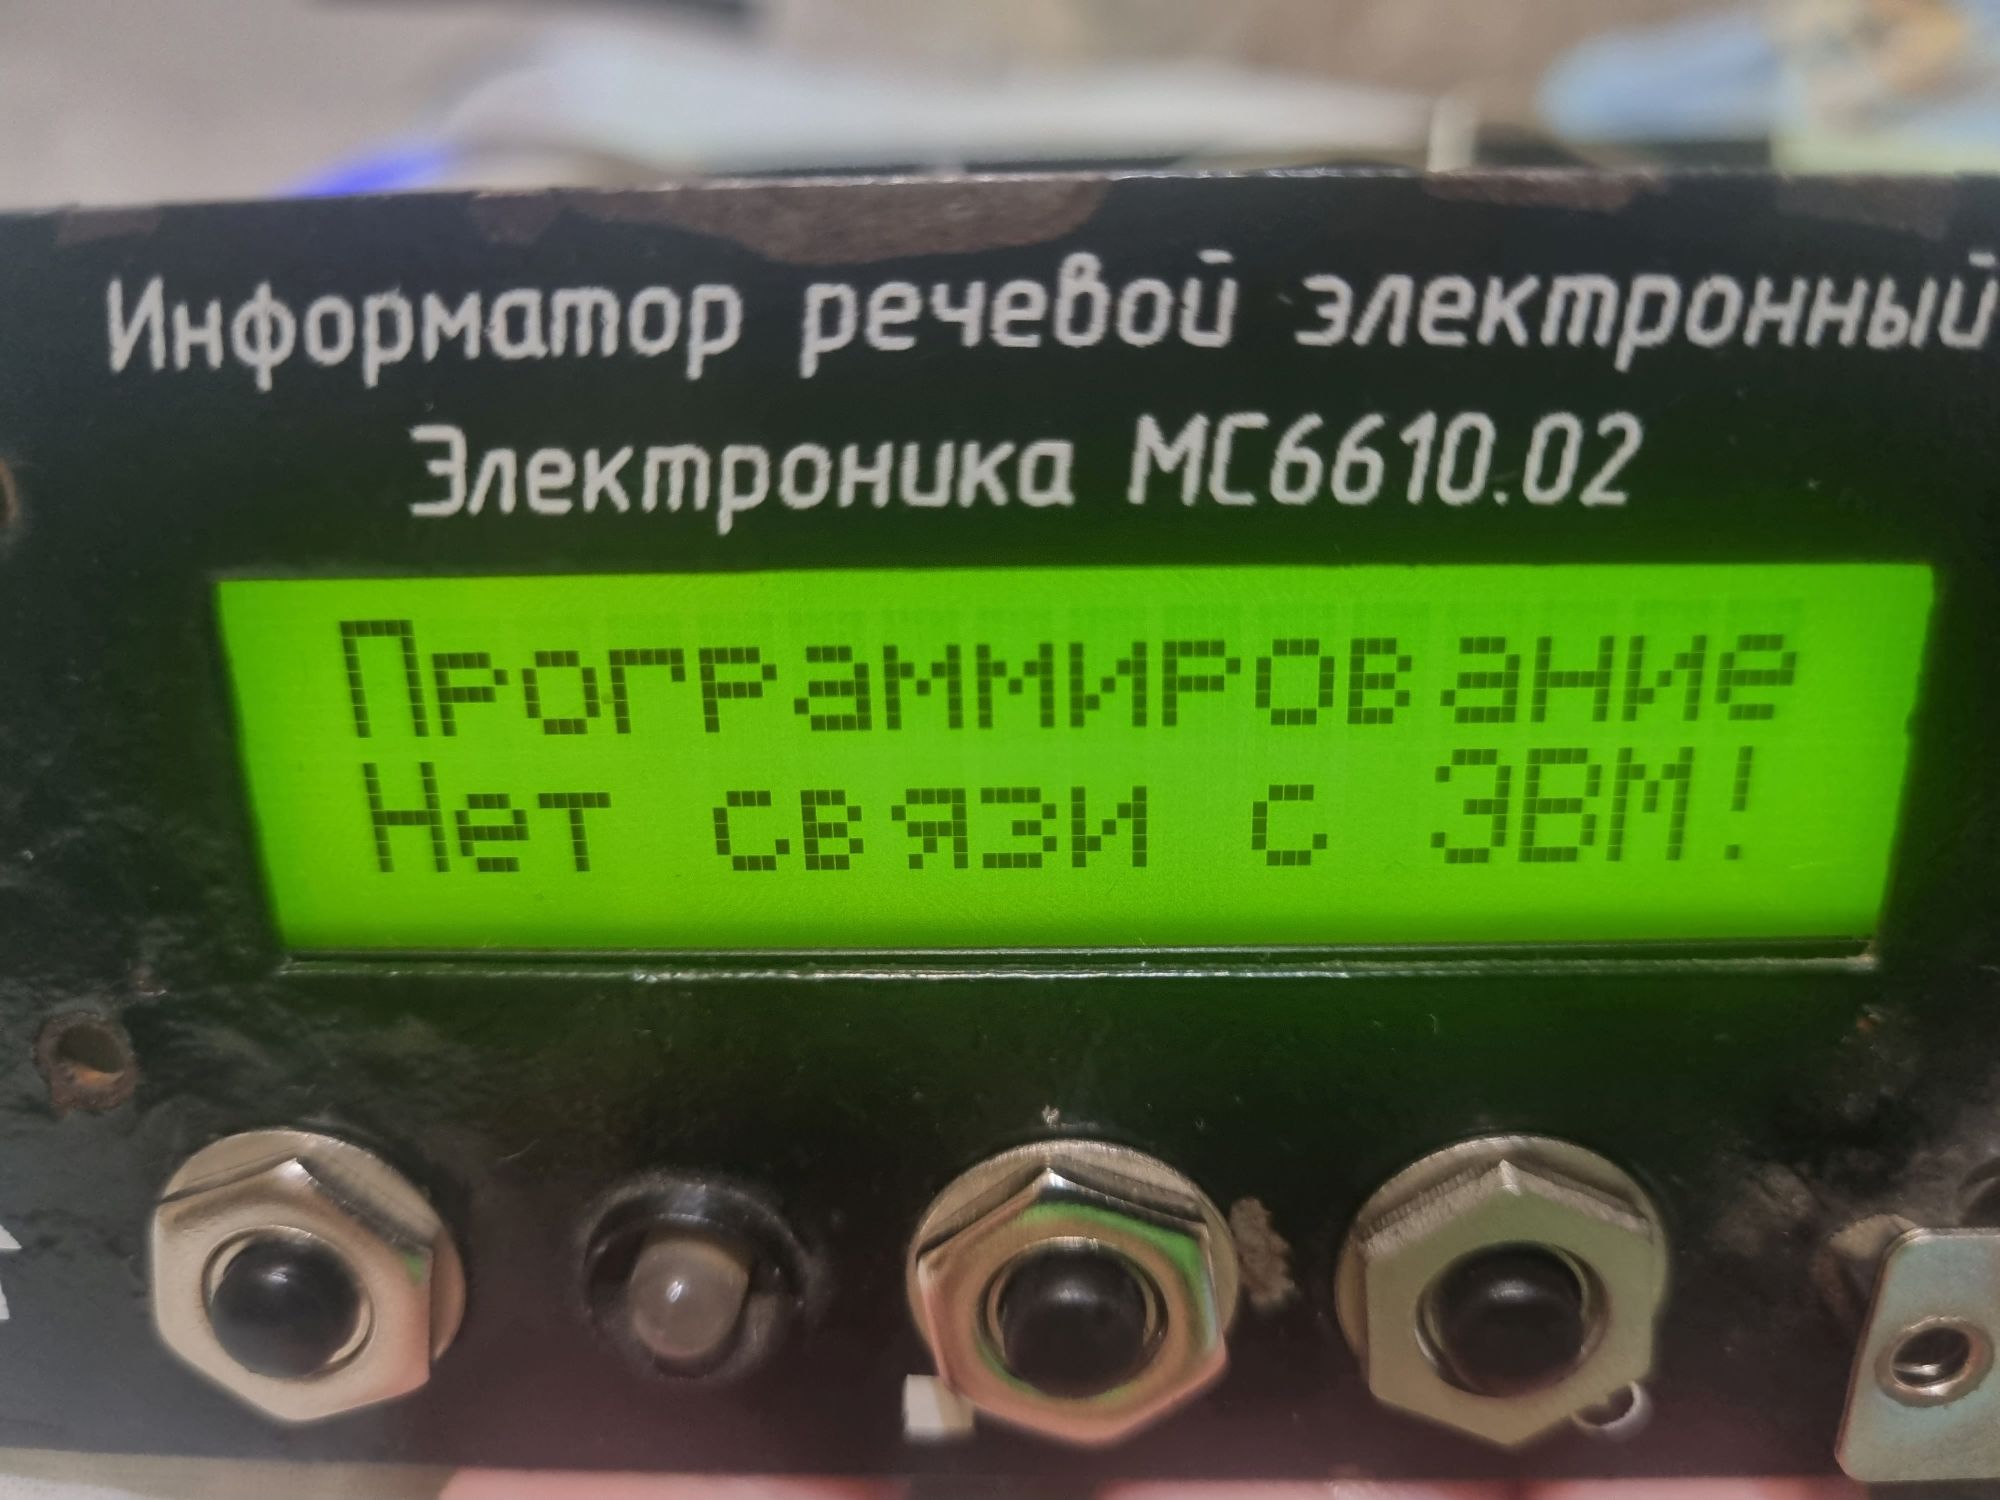 Информатор речевой электронный
Электроника МС6610.02
Программирование
Нет связи с ЭВМ!